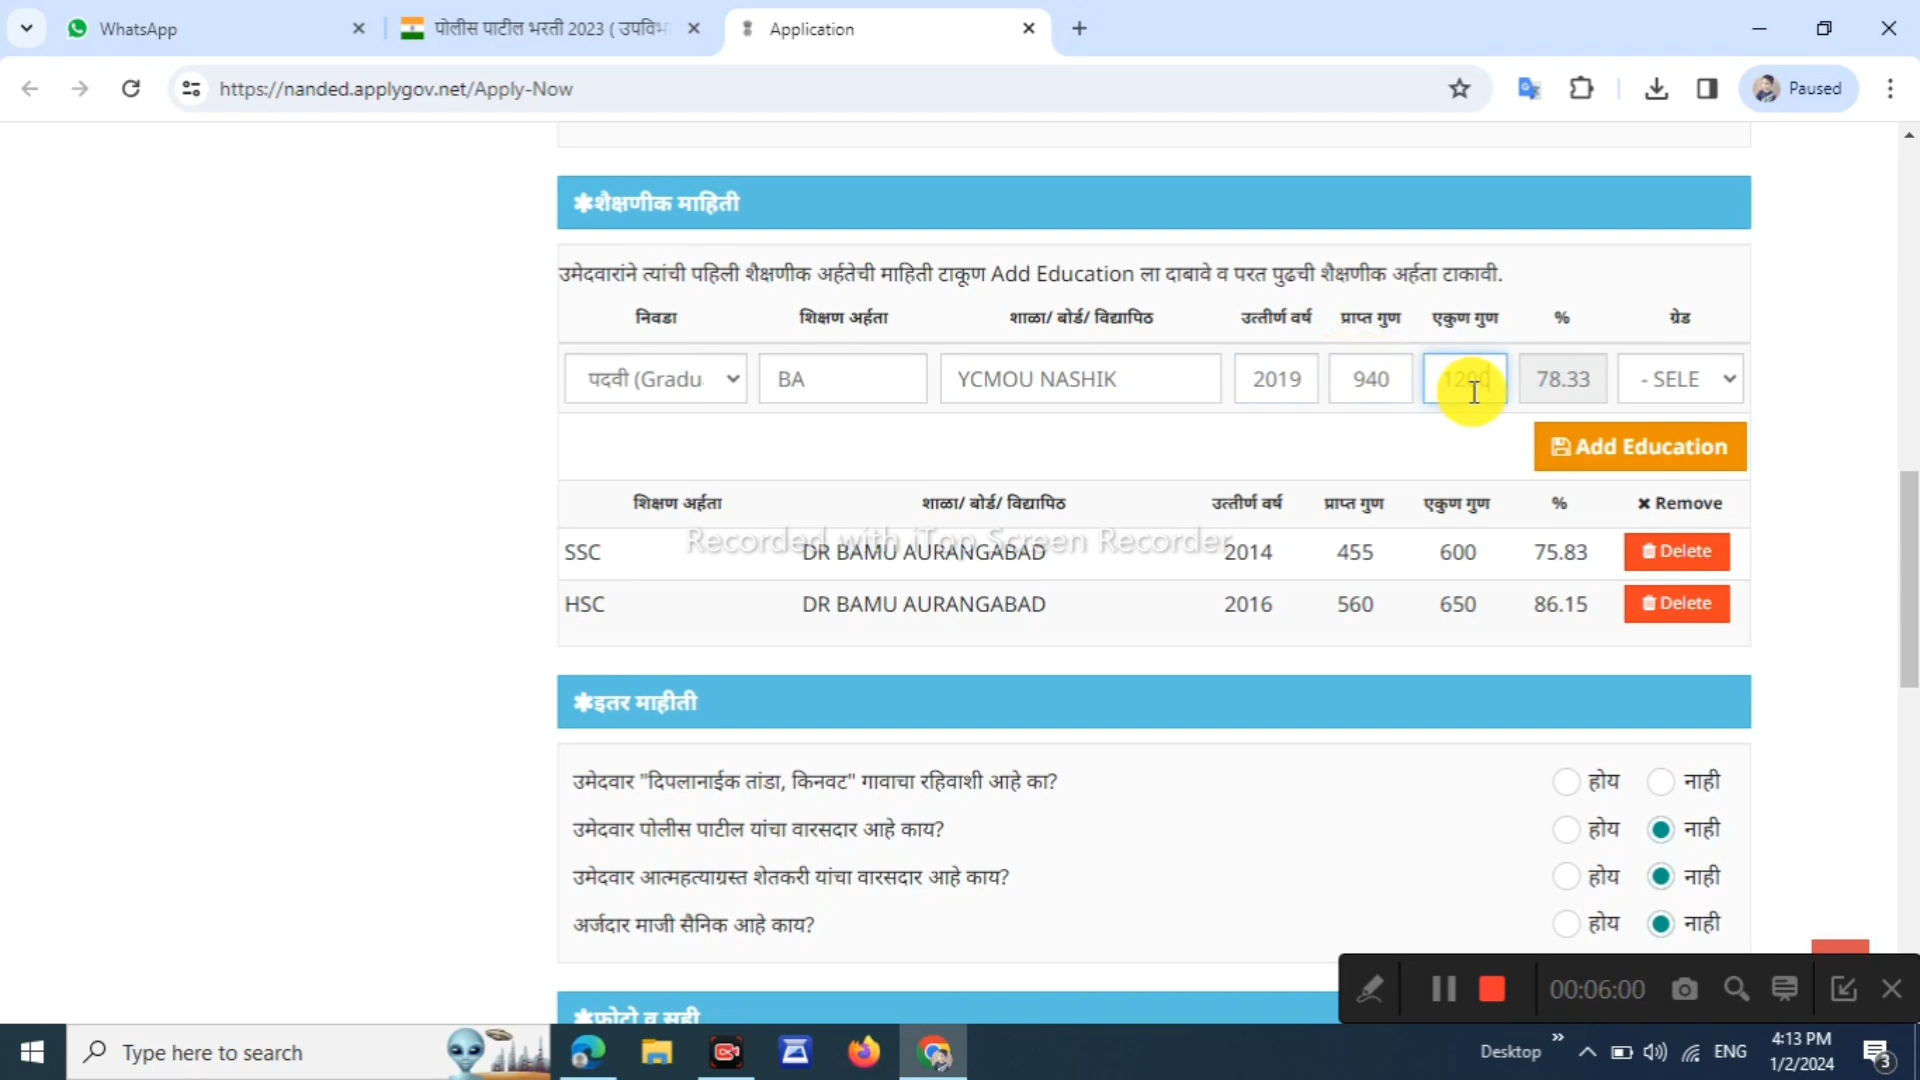 WhatsApp
पोलीस पाटील भरती 2023 ( उपविभ
Application
https://nanded.applygov.net/Apply-Now
Paused
✱शैक्षणीक माहिती
उमेदवारांने त्यांची पहिली शैक्षणीक अर्हतेची माहिती टाकूण Add Education ला दाबावे व परत पुढची शैक्षणीक अर्हता टाकावी.
निवडा शिक्षण अर्हता शाळा/ बोर्ड/ विद्यापिठ उत्तीर्ण वर्ष प्राप्त गुण एकुण गुण % ग्रेड
पदवी (Gradu BA YCMOU NASHIK 2019 940 1200 78.33 - SELE
Add Education
शिक्षण अर्हता शाळा/ बोर्ड/ विद्यापिठ उत्तीर्ण वर्ष प्राप्त गुण एकुण गुण % ✖ Remove
Recorded with iTop Screen Recorder
SSC DR BAMU AURANGABAD 2014 455 600 75.83 Delete
HSC DR BAMU AURANGABAD 2016 560 650 86.15 Delete
✱इतर माहीती
उमेदवार "दिपलानाईक तांडा, किनवट" गावाचा रहिवाशी आहे का? होय नाही
उमेदवार पोलीस पाटील यांचा वारसदार आहे काय? होय नाही
उमेदवार आत्महत्याग्रस्त शेतकरी यांचा वारसदार आहे काय? होय नाही
अर्जदार माजी सैनिक आहे काय? होय नाही
00:06:00
✱फोटो व सही
Type here to search
Desktop
ENG
4:13 PM
1/2/2024
3